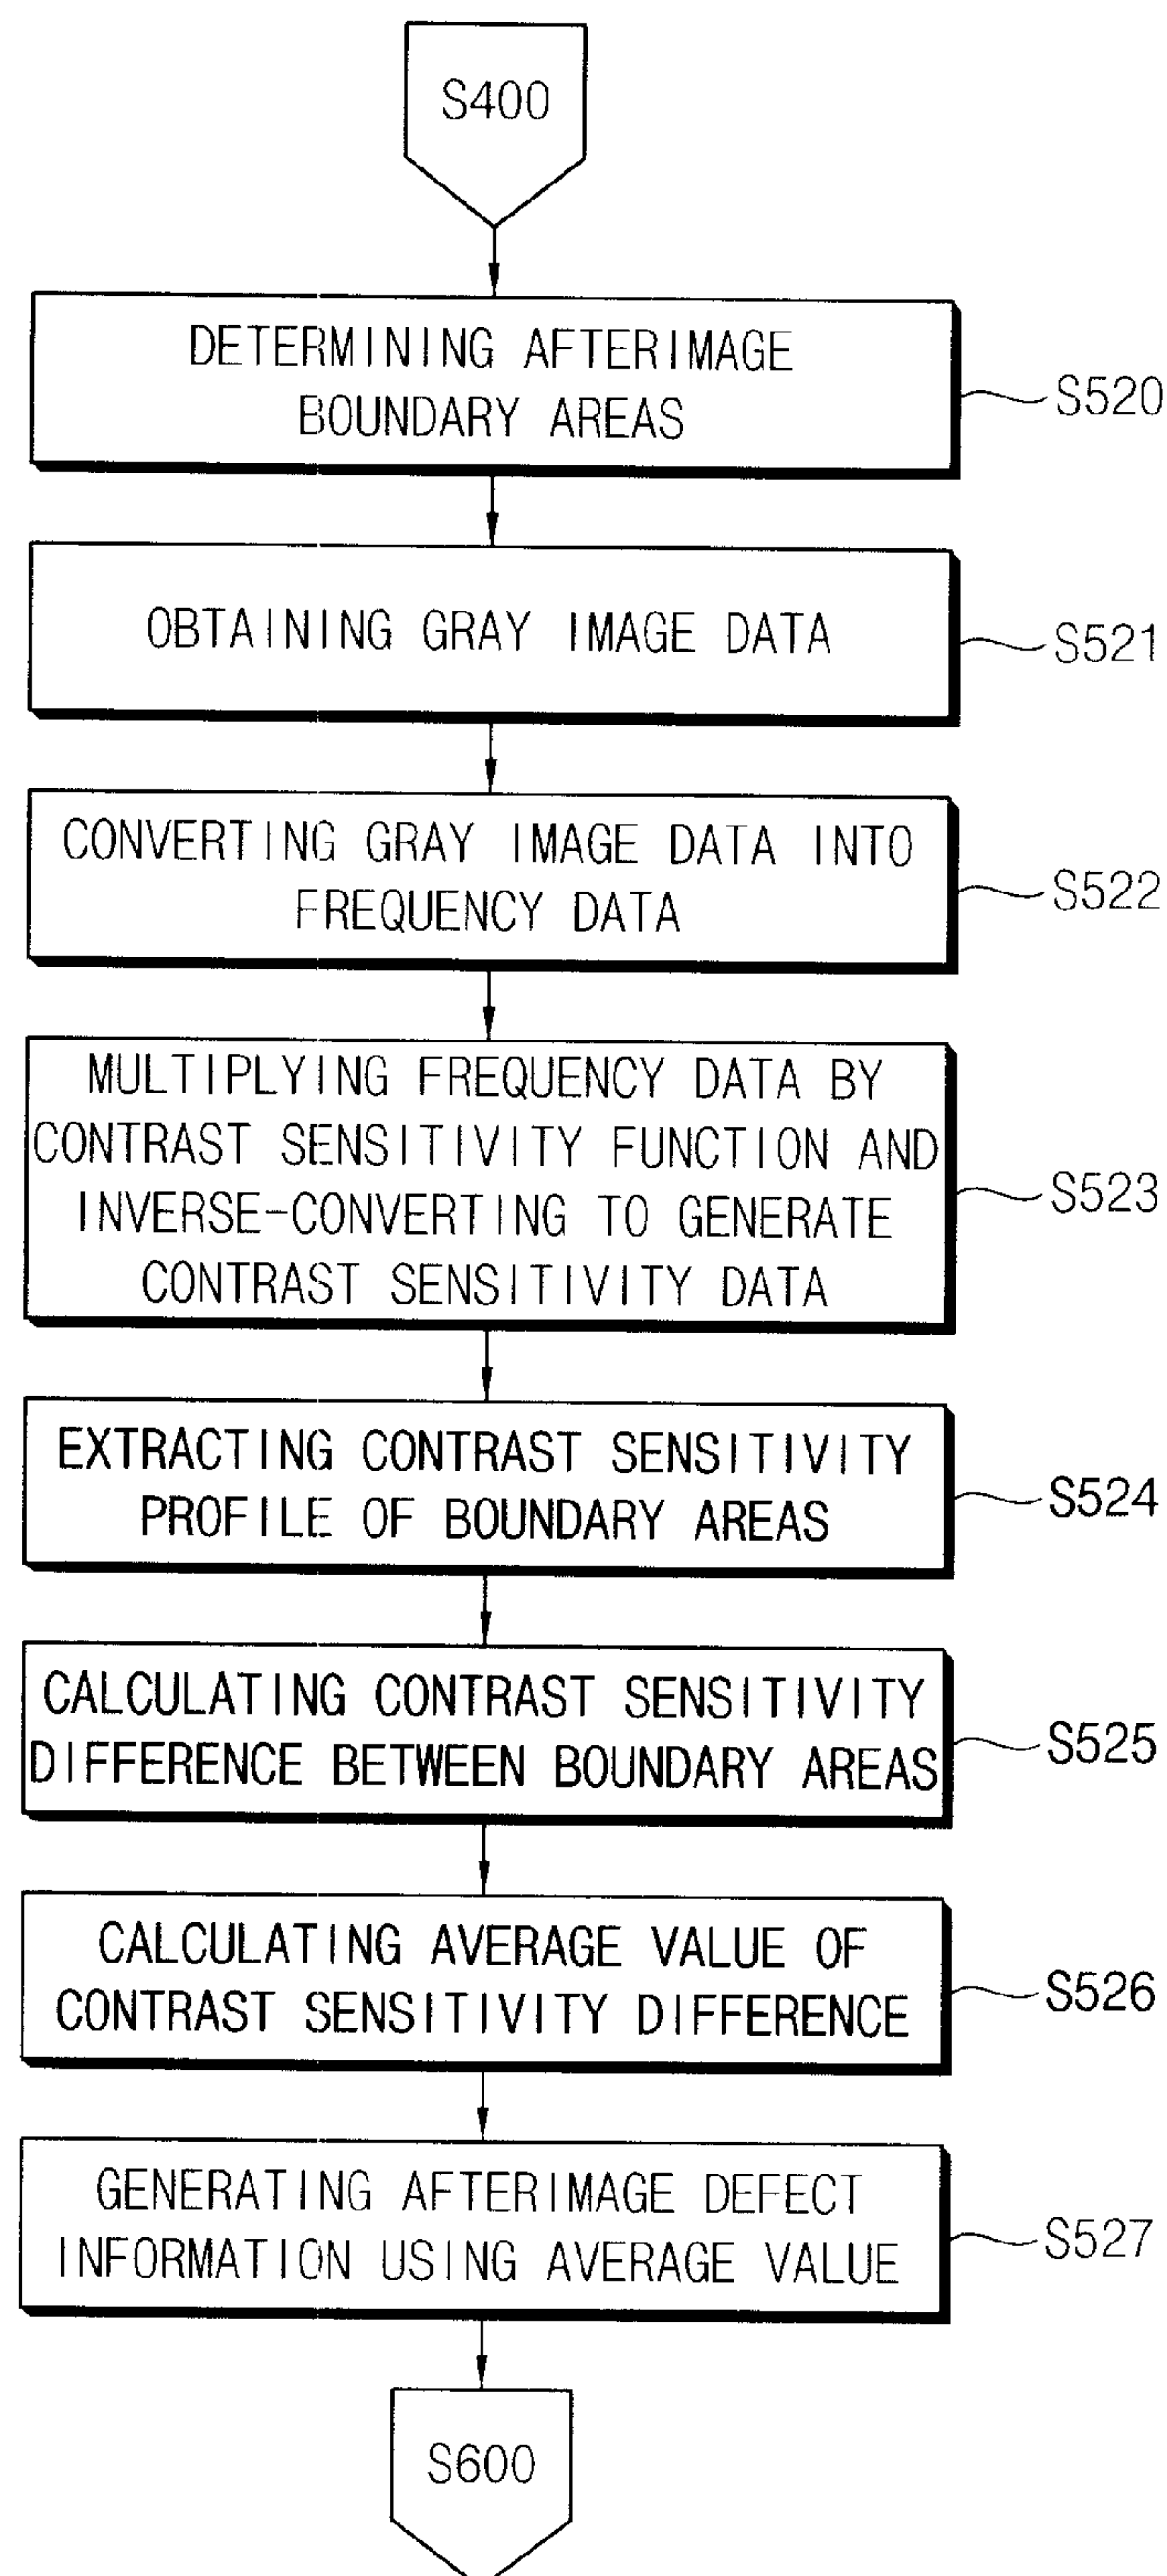 S400
DETERMINING AFTERIMAGE
BOUNDARY AREAS
S520
OBTAINING GRAY IMAGE DATA
S521
CONVERTING GRAY IMAGE DATA INTO
FREQUENCY DATA
S522
MULTIPLYING FREQUENCY DATA BY
CONTRAST SENSITIVITY FUNCTION AND
INVERSE-CONVERTING TO GENERATE
CONTRAST SENSITIVITY DATA
S523
EXTRACTING CONTRAST SENSITIVITY
PROFILE OF BOUNDARY AREAS
S524
CALCULATING CONTRAST SENSITIVITY
DIFFERENCE BETWEEN BOUNDARY AREAS
S525
CALCULATING AVERAGE VALUE OF
CONTRAST SENSITIVITY DIFFERENCE
S526
GENERATING AFTERIMAGE DEFECT
INFORMATION USING AVERAGE VALUE
S527
S600